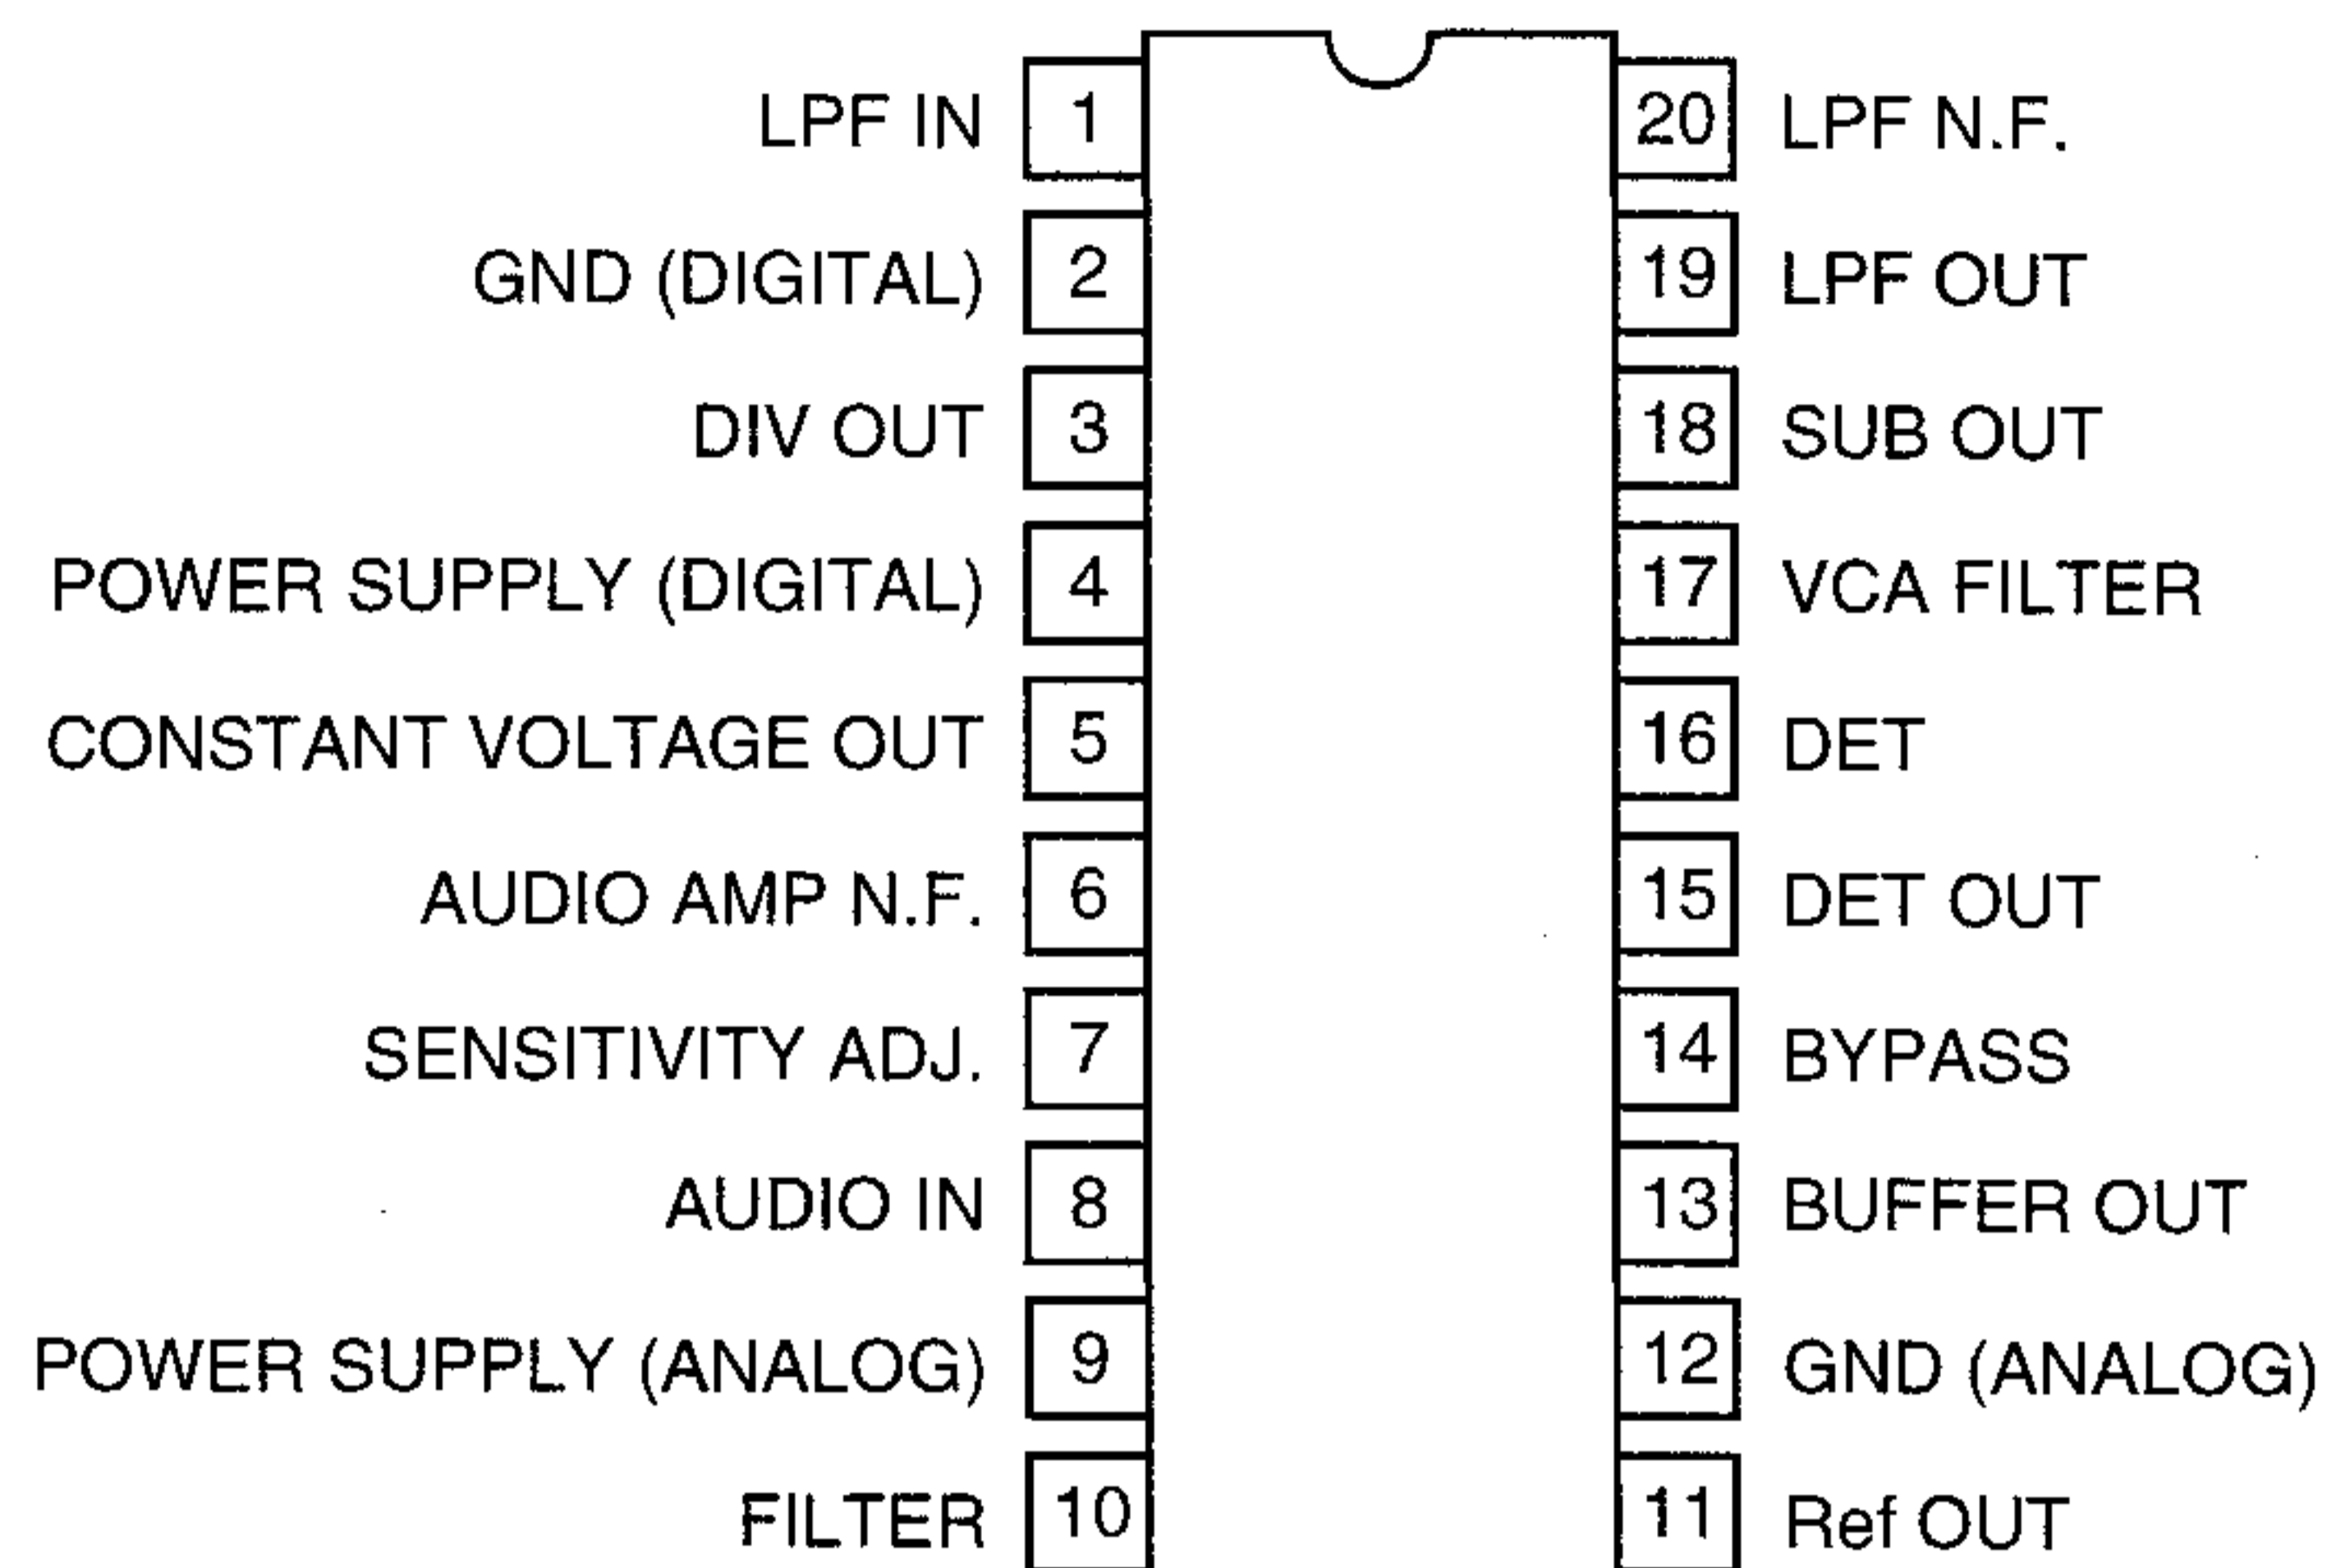 LPF IN 1 20 LPF N.F.
GND (DIGITAL) 2 19 LPF OUT
DIV OUT 3 18 SUB OUT
POWER SUPPLY (DIGITAL) 4 17 VCA FILTER
CONSTANT VOLTAGE OUT 5 16 DET
AUDIO AMP N.F. 6 15 DET OUT
SENSITIVITY ADJ. 7 14 BYPASS
AUDIO IN 8 13 BUFFER OUT
POWER SUPPLY (ANALOG) 9 12 GND (ANALOG)
FILTER 10 11 Ref OUT